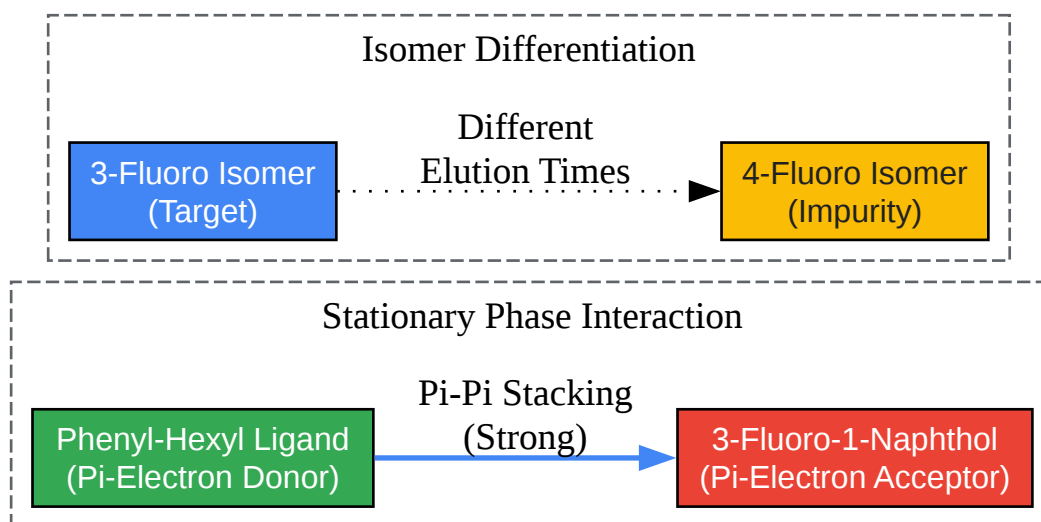 Isomer Differentiation
Different
Elution Times
3-Fluoro Isomer
(Target)
4-Fluoro Isomer
(Impurity)
Stationary Phase Interaction
Pi-Pi Stacking
(Strong)
Phenyl-Hexyl Ligand
(Pi-Electron Donor)
3-Fluoro-1-Naphthol
(Pi-Electron Acceptor)